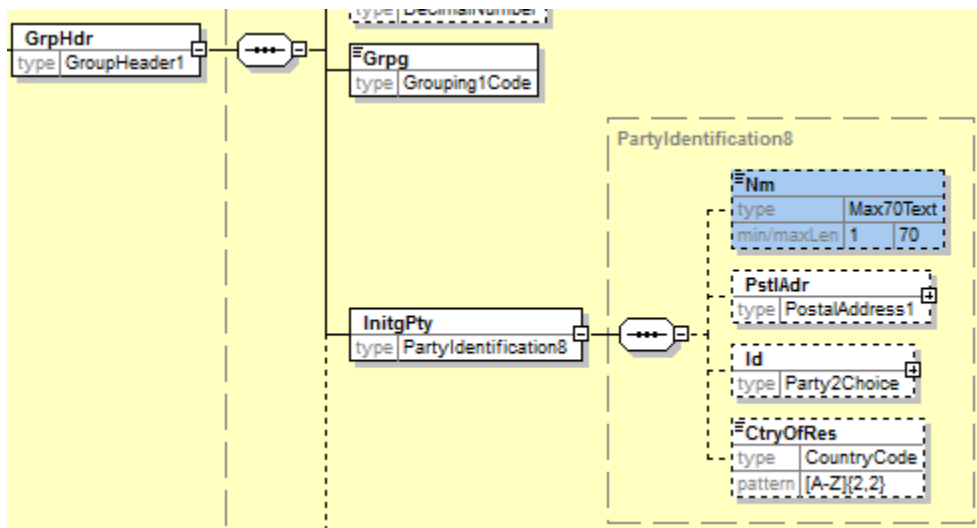 type DecimalNumber
GrpHdr
type GroupHeader1
Grpg
type Grouping1Code
PartyIdentification8
Nm
type Max70Text
min/maxLen 1 70
PstlAdr
type PostalAddress1
InitgPty
type PartyIdentification8
Id
type Party2Choice
CtryOfRes
type CountryCode
pattern [A-Z]{2,2}